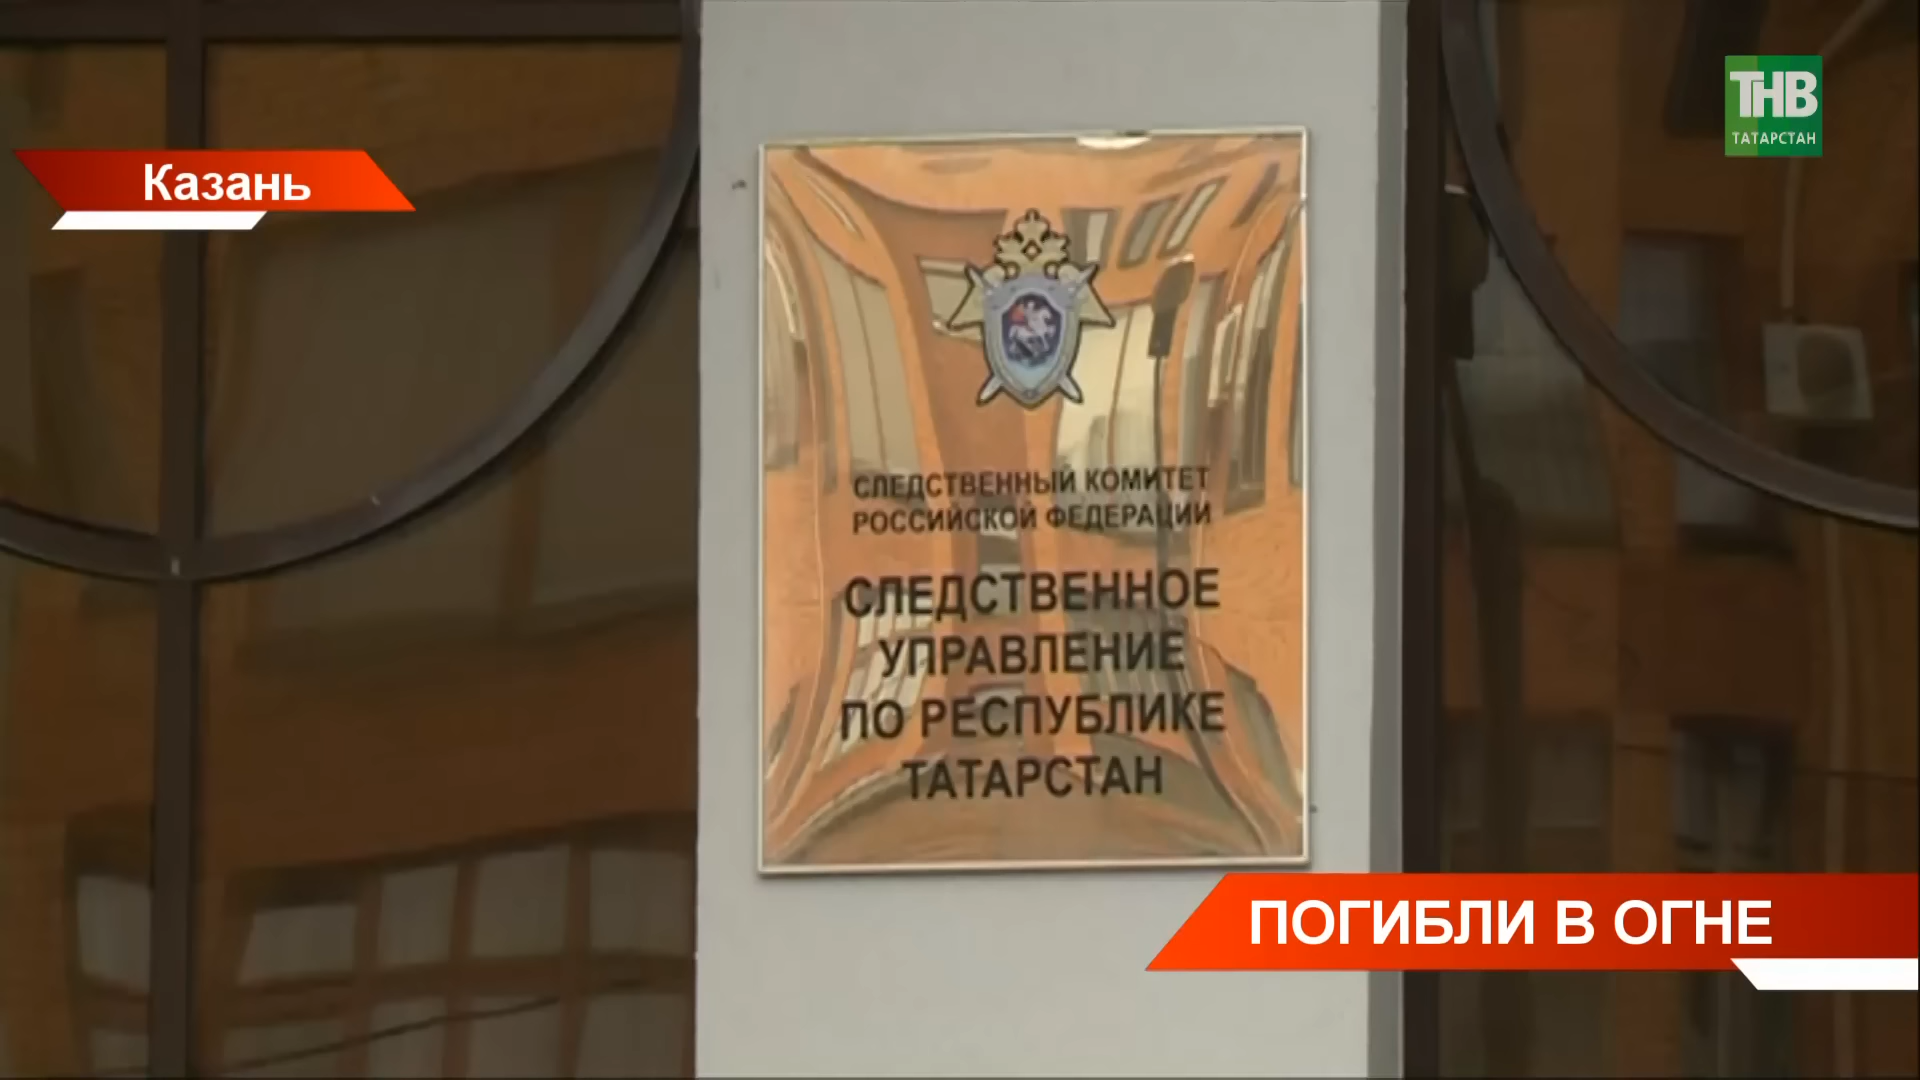 ТНВ
ТАТАРСТАН
Казань
СЛЕДСТВЕННЫЙ КОМИТЕТ
РОССИЙСКОЙ ФЕДЕРАЦИИ
СЛЕДСТВЕННОЕ
УПРАВЛЕНИЕ
ПО РЕСПУБЛИКЕ
ТАТАРСТАН
ПОГИБЛИ В ОГНЕ